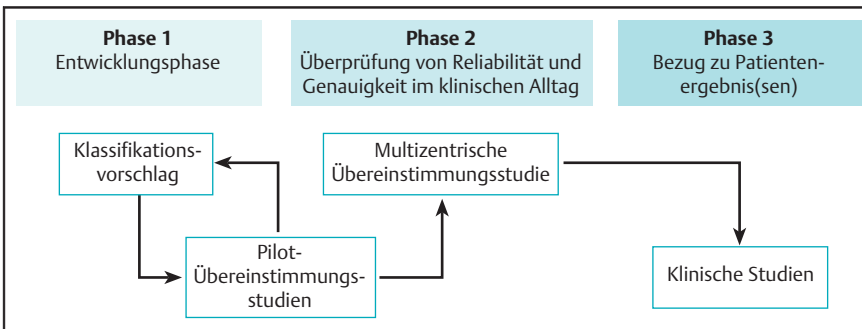 Phase 1
Entwicklungsphase
Phase 2
Überprüfung von Reliabilität und
Genauigkeit im klinischen Alltag
Phase 3
Bezug zu Patienten-
ergebnis(sen)
Klassifikations-
vorschlag
Multizentrische
Übereinstimmungsstudie
Pilot-
Übereinstimmungs-
studien
Klinische Studien